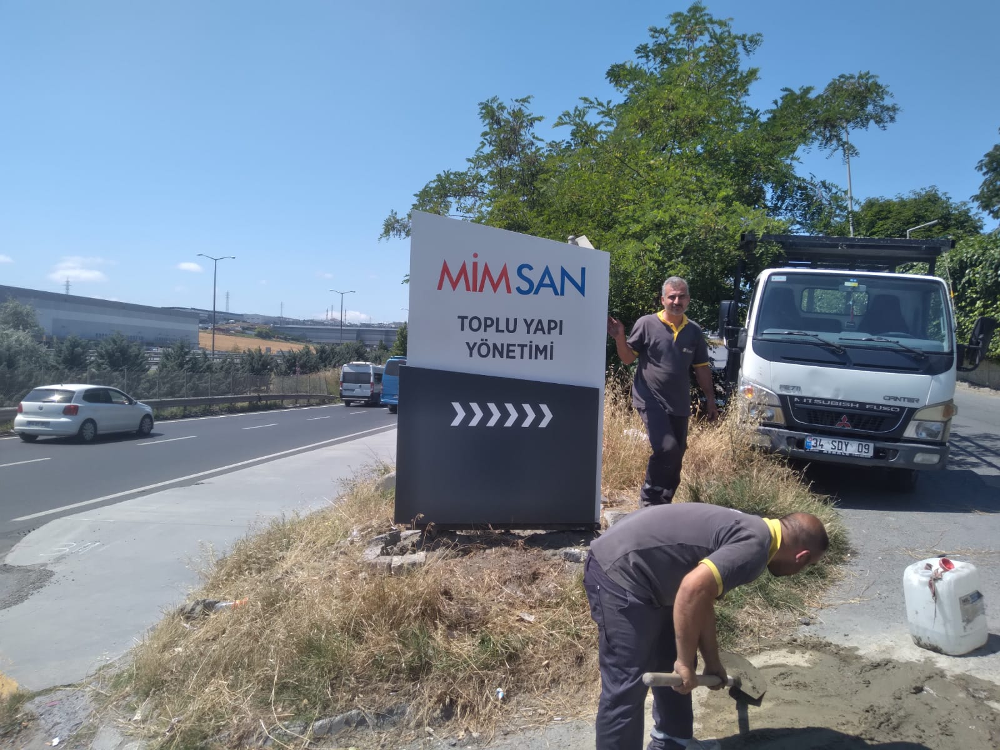 MİMSAN
TOPLU YAPI
YÖNETİMİ
CANTER
MITSUBISHI FUSO
34 SDY 09